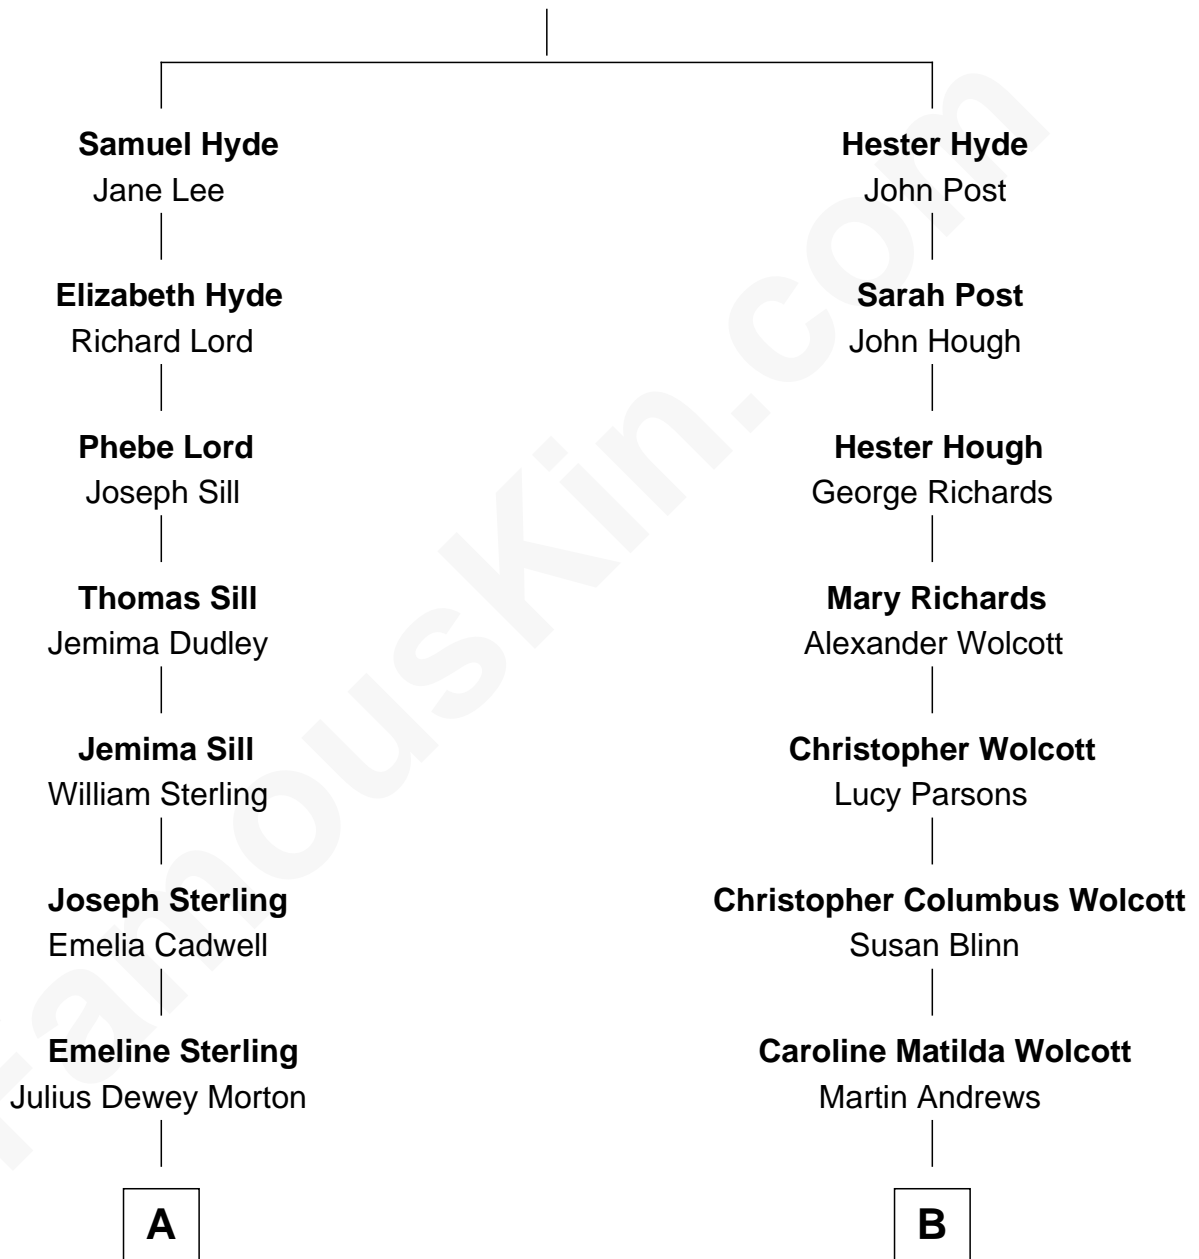 Samuel Hyde
Jane Lee
Elizabeth Hyde
Richard Lord
Phebe Lord
Joseph Sill
Thomas Sill
Jemima Dudley
Jemima Sill
William Sterling
Joseph Sterling
Emelia Cadwell
Emeline Sterling
Julius Dewey Morton
A
Hester Hyde
John Post
Sarah Post
John Hough
Hester Hough
George Richards
Mary Richards
Alexander Wolcott
Christopher Wolcott
Lucy Parsons
Christopher Columbus Wolcott
Susan Blinn
Caroline Matilda Wolcott
Martin Andrews
B
FamousKin.com